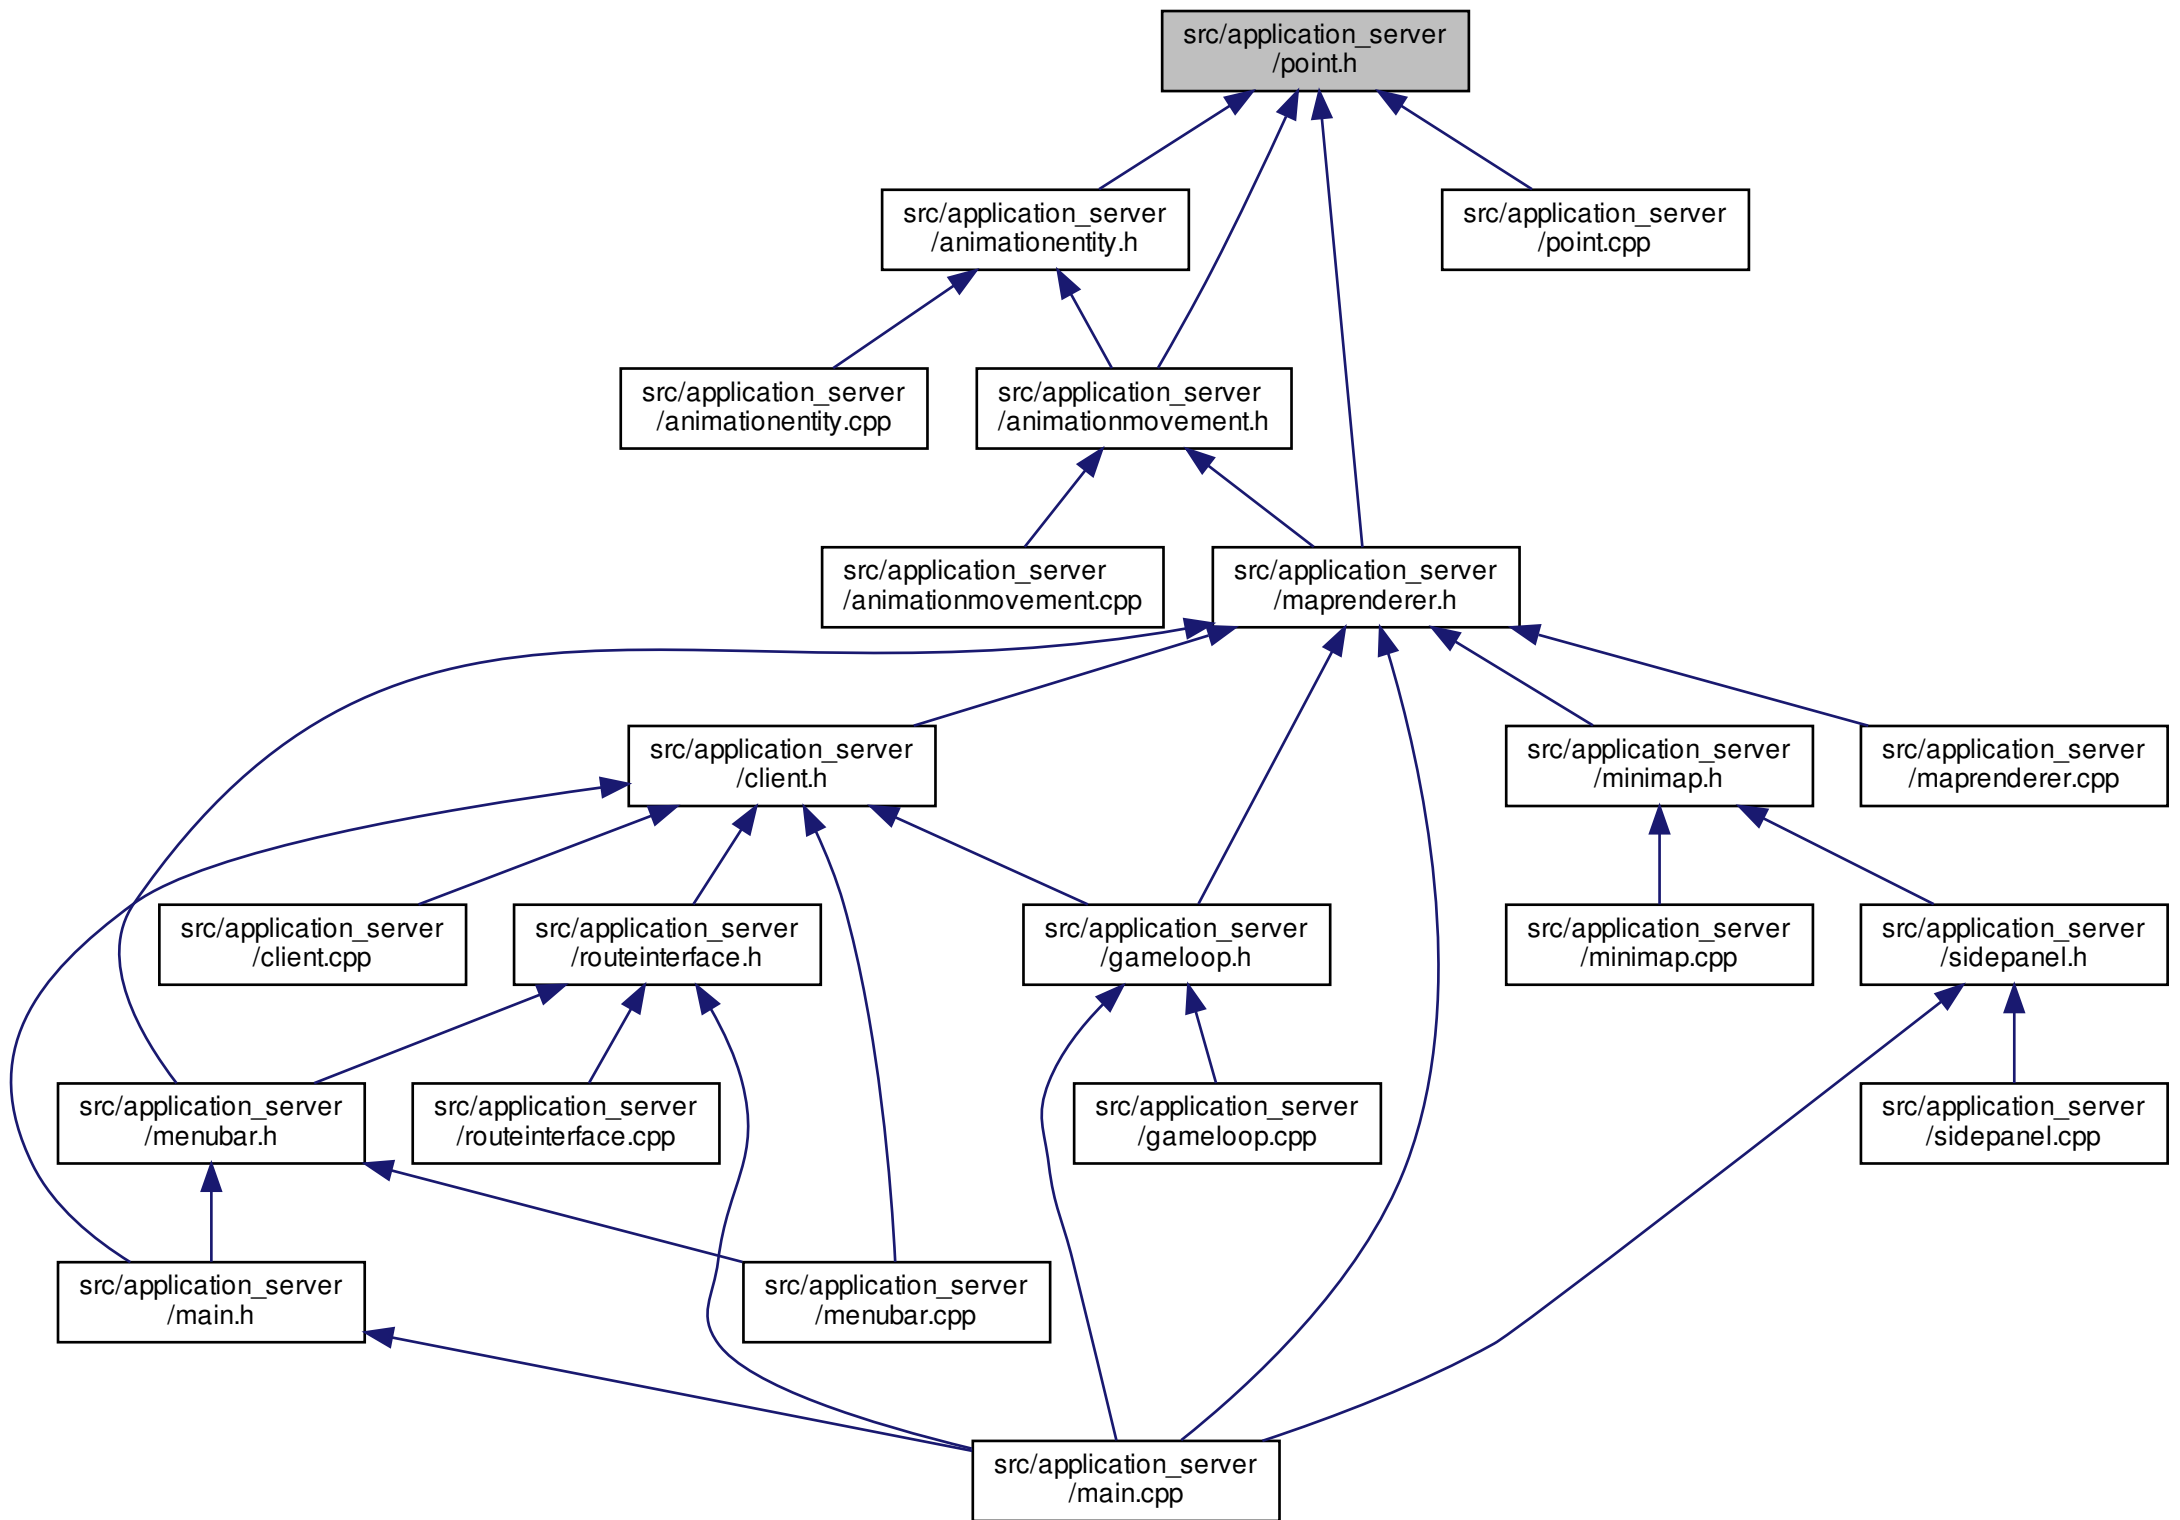 src/application_server
/point.h
src/application_server
/animationentity.h
src/application_server
/point.cpp
src/application_server
/animationentity.cpp
src/application_server
/animationmovement.h
src/application_server
/animationmovement.cpp
src/application_server
/maprenderer.h
src/application_server
/client.h
src/application_server
/minimap.h
src/application_server
/maprenderer.cpp
src/application_server
/client.cpp
src/application_server
/routeinterface.h
src/application_server
/gameloop.h
src/application_server
/minimap.cpp
src/application_server
/sidepanel.h
src/application_server
/menubar.h
src/application_server
/routeinterface.cpp
src/application_server
/gameloop.cpp
src/application_server
/sidepanel.cpp
src/application_server
/main.h
src/application_server
/menubar.cpp
src/application_server
/main.cpp